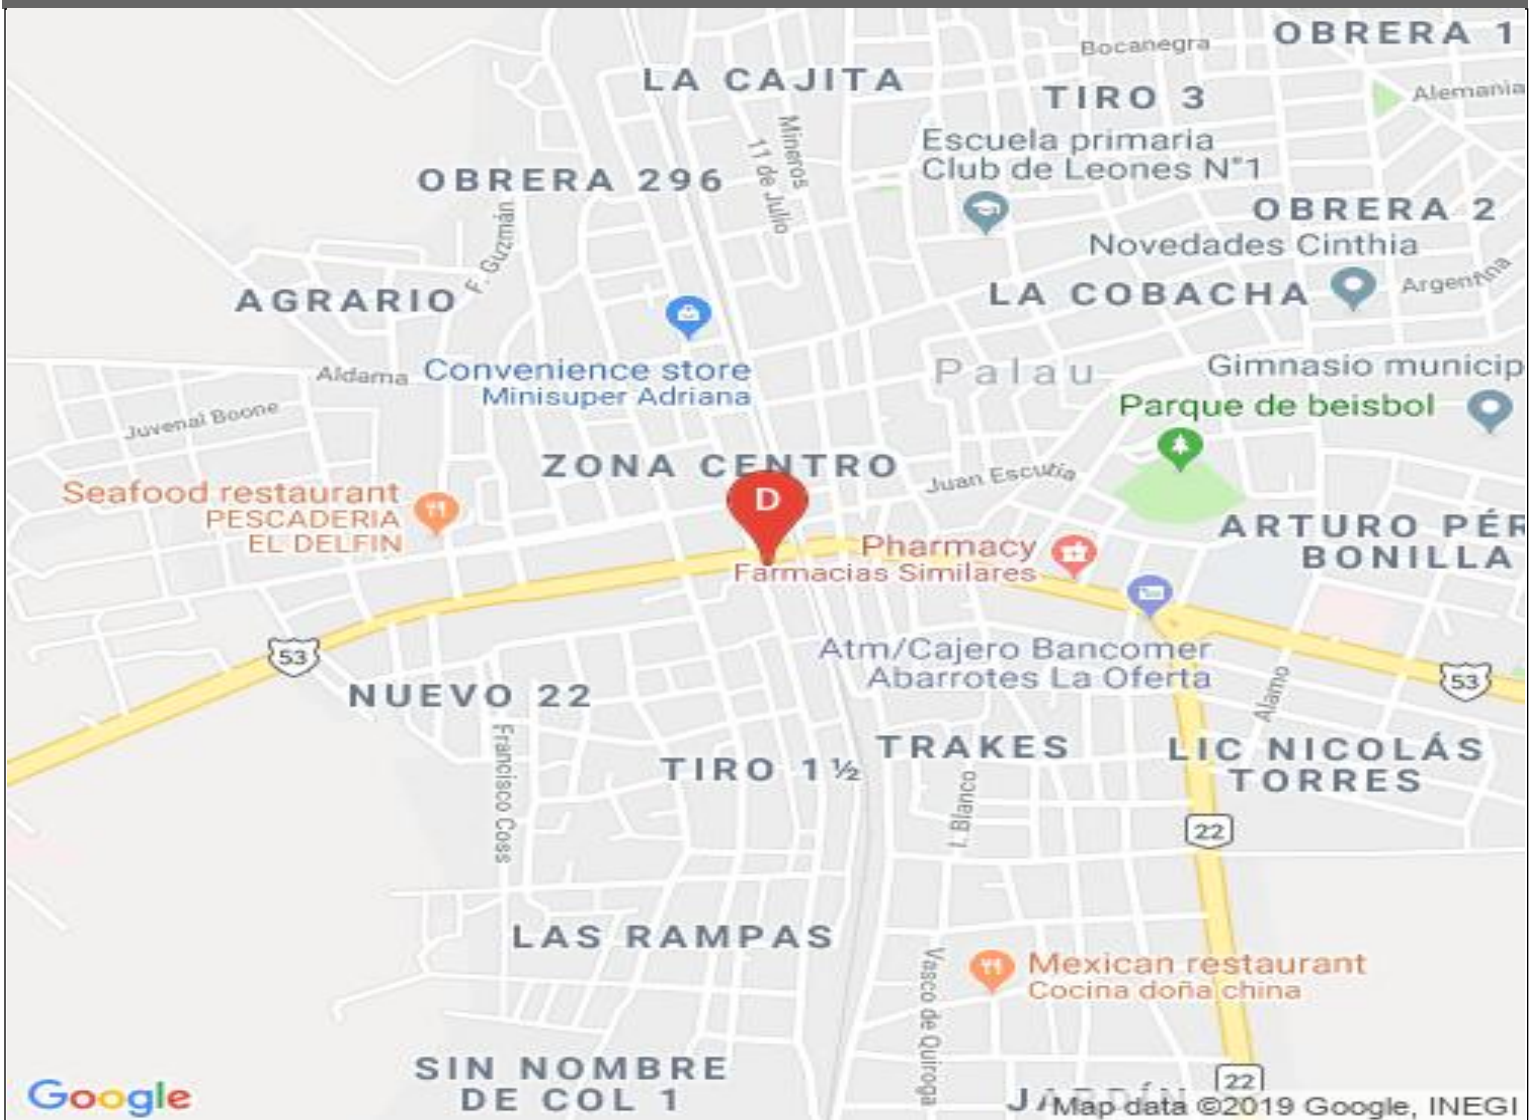 OBRERA 1
Bocanegra
LA CAJITA
TIRO 3
Alemania
Mineros
11 de Julio
Escuela primaria
Club de Leones N°1
OBRERA 296
OBRERA 2
F. Guzmán
Novedades Cinthia
AGRARIO
LA COBACHA
Argentina
Aldama
Convenience store
Minisuper Adriana
Palau
Gimnasio municip
Parque de beisbol
Juvenal Boone
ZONA CENTRO
Juan Escutia
D
Seafood restaurant
PESCADERIA
EL DELFIN
ARTURO PÉR
BONILLA
Pharmacy
Farmacias Similares
53
Atm/Cajero Bancomer
Abarrotes La Oferta
53
Alamo
NUEVO 22
Francisco Coss
TIRO 1½
TRAKES
LIC NICOLÁS
TORRES
I. Blanco
22
LAS RAMPAS
Vasco de Quiroga
Mexican restaurant
Cocina doña china
SIN NOMBRE
DE COL 1
22
JARDÍN
Google
Map data ©2019 Google, INEGI